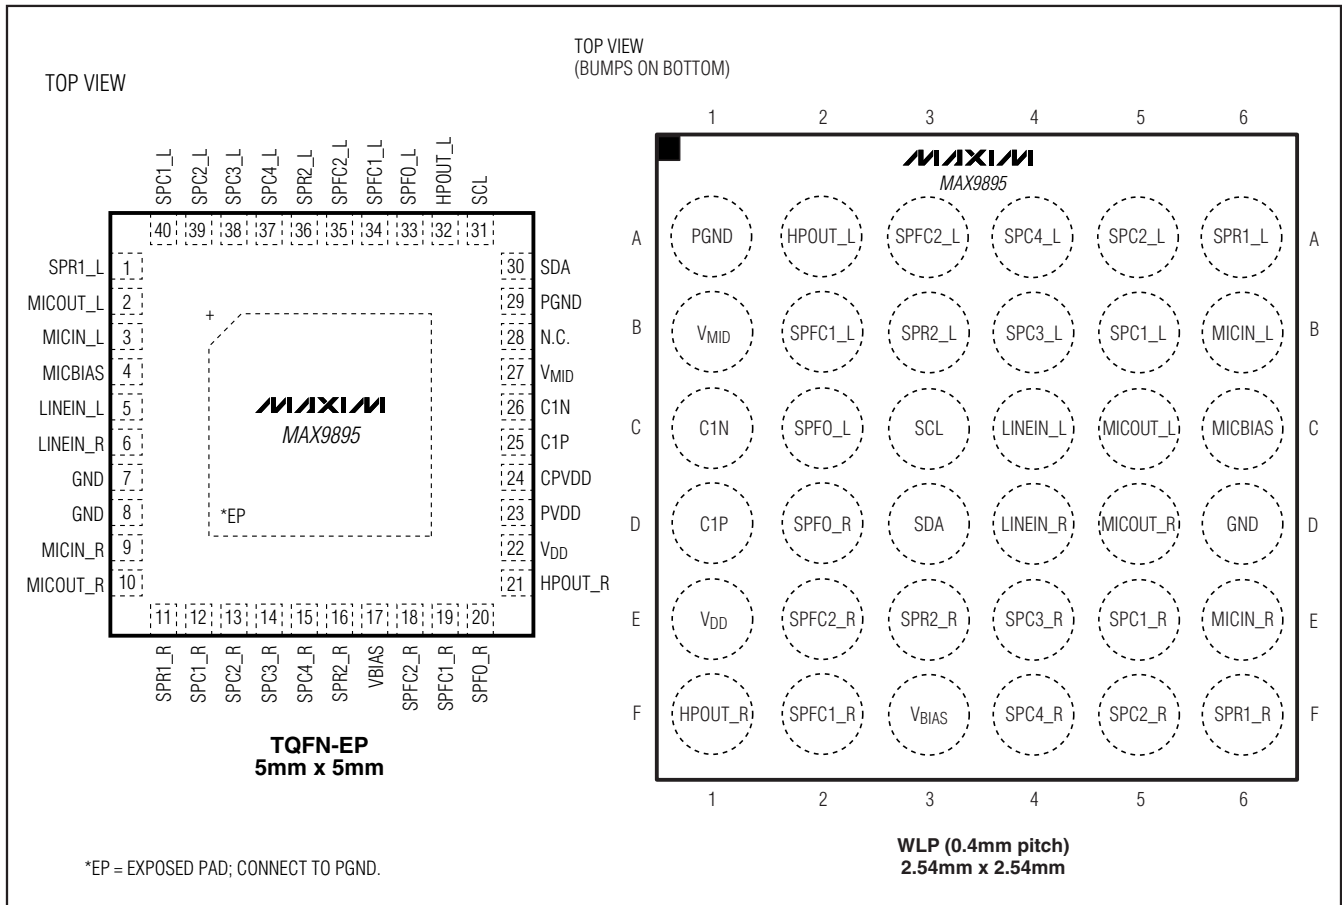 TOP VIEW
SPC1_L
SPC2_L
SPC3_L
SPC4_L
SPR2_L
SPFC2_L
SPFC1_L
SPFO_L
HPOUT_L
SCL
40 39 38 37 36 35 34 33 32 31
SPR1_L 1
MICOUT_L 2
MICIN_L 3
MICBIAS 4
LINEIN_L 5
LINEIN_R 6
GND 7
GND 8
MICIN_R 9
MICOUT_R 10
30 SDA
29 PGND
28 N.C.
27 VMID
26 C1N
25 C1P
24 CPVDD
23 PVDD
22 VDD
21 HPOUT_R
+
MAXIM
MAX9895
*EP
11 12 13 14 15 16 17 18 19 20
SPR1_R
SPC1_R
SPC2_R
SPC3_R
SPC4_R
SPR2_R
VBIAS
SPFC2_R
SPFC1_R
SPFO_R
TQFN-EP
5mm x 5mm
*EP = EXPOSED PAD; CONNECT TO PGND.
TOP VIEW
(BUMPS ON BOTTOM)
1 2 3 4 5 6
MAXIM
MAX9895
A PGND HPOUT_L SPFC2_L SPC4_L SPC2_L SPR1_L A
B VMID SPFC1_L SPR2_L SPC3_L SPC1_L MICIN_L B
C C1N SPFO_L SCL LINEIN_L MICOUT_L MICBIAS C
D C1P SPFO_R SDA LINEIN_R MICOUT_R GND D
E VDD SPFC2_R SPR2_R SPC3_R SPC1_R MICIN_R E
F HPOUT_R SPFC1_R VBIAS SPC4_R SPC2_R SPR1_R F
1 2 3 4 5 6
WLP (0.4mm pitch)
2.54mm x 2.54mm